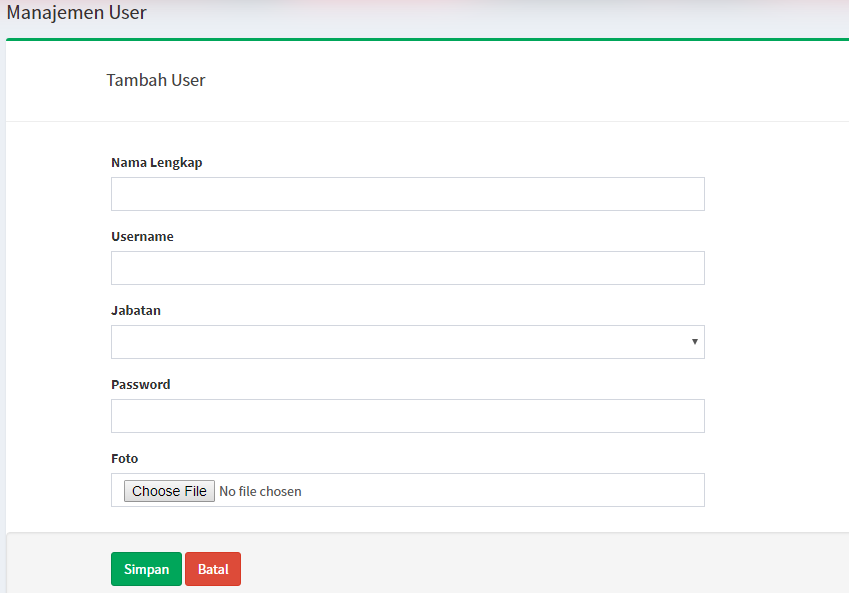 Manajemen User
Tambah User
Nama Lengkap
Username
Jabatan
Password
Foto
Choose File No file chosen
Simpan Batal